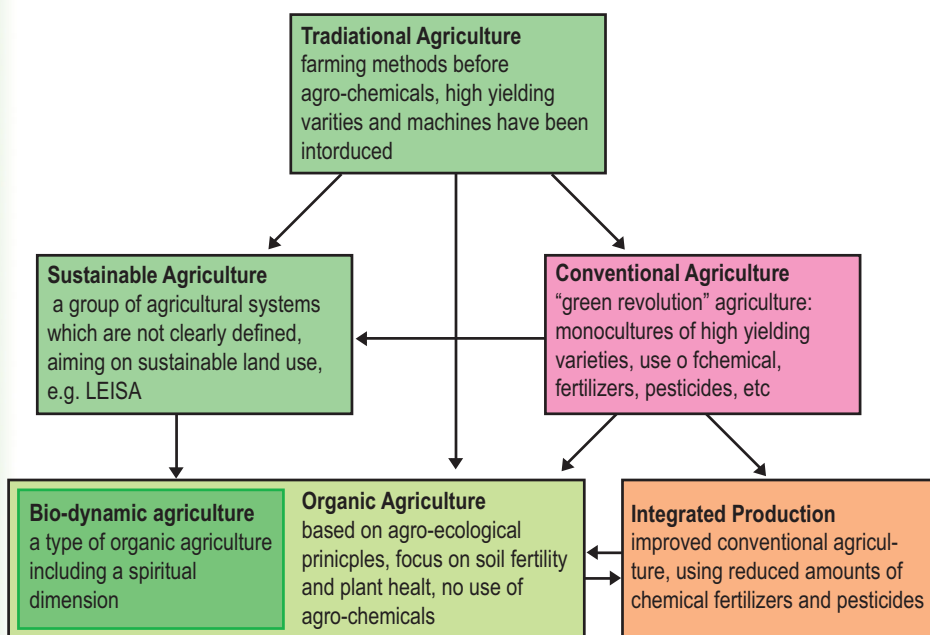 Tradiational Agriculture
farming methods before
agro-chemicals, high yielding
varities and machines have been
intorduced
Sustainable Agriculture
a group of agricultural systems
which are not clearly defined,
aiming on sustainable land use,
e.g. LEISA
Conventional Agriculture
“green revolution” agriculture:
monocultures of high yielding
varieties, use o fchemical,
fertilizers, pesticides, etc
Bio-dynamic agriculture
a type of organic agriculture
including a spiritual
dimension
Organic Agriculture
based on agro-ecological
prinicples, focus on soil fertility
and plant healt, no use of
agro-chemicals
Integrated Production
improved conventional agricul-
ture, using reduced amounts of
chemical fertilizers and pesticides